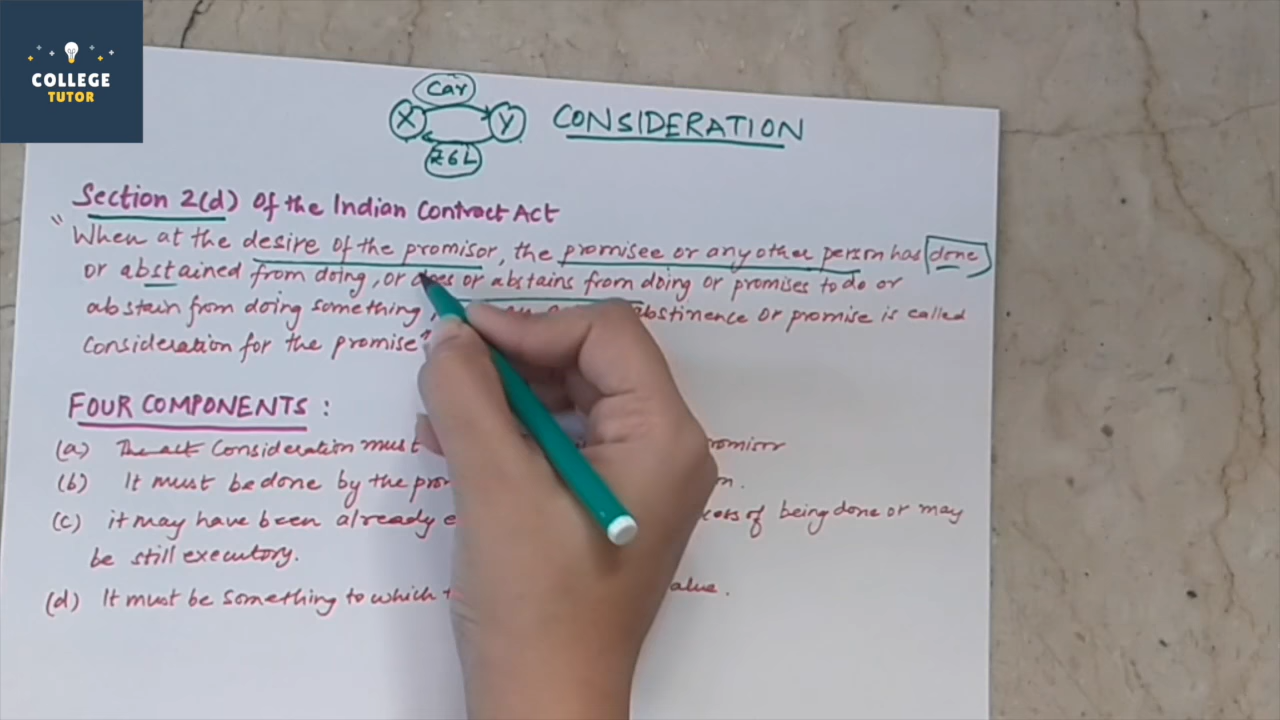 COLLEGE
TUTOR
Car
X Y CONSIDERATION
₹6L
Section 2(d) Of the Indian Contract Act
"When at the desire of the promisor, the promisee or any other person has done
or abstained from doing, or does or abstains from doing or promises to do or
abstain from doing something abstinence or promise is called
Consideration for the promise"
FOUR COMPONENTS :
(a) The act Consideration must
(b) It must be done by the
(c) it may have been already of being done or may
be still executory.
(d) It must be something to which